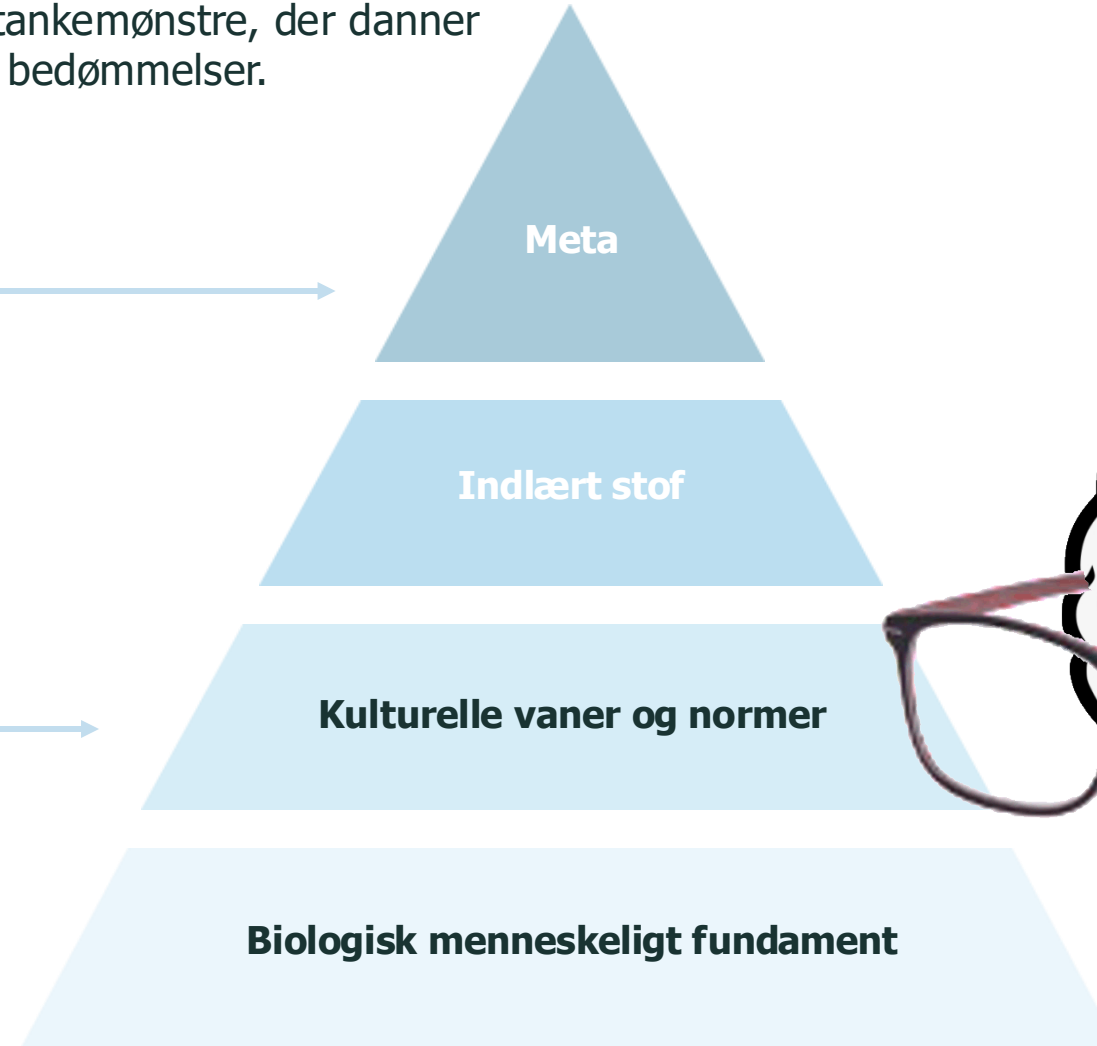 tankemønstre, der danner
bedømmelser.
Meta
Indlært stof
Kulturelle vaner og normer
Biologisk menneskeligt fundament